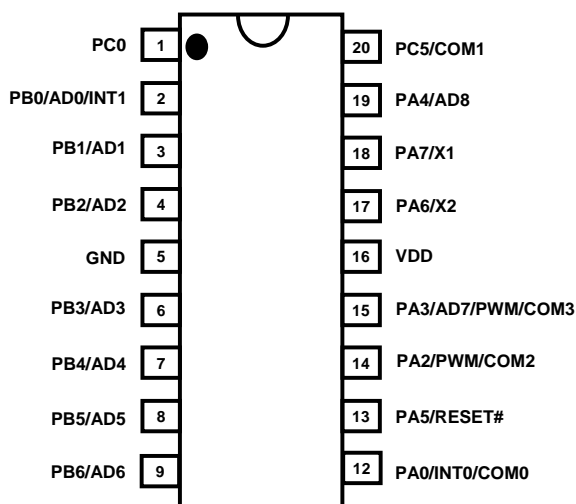 PC0 1 20 PC5/COM1
PB0/AD0/INT1 2 19 PA4/AD8
PB1/AD1 3 18 PA7/X1
PB2/AD2 4 17 PA6/X2
GND 5 16 VDD
PB3/AD3 6 15 PA3/AD7/PWM/COM3
PB4/AD4 7 14 PA2/PWM/COM2
PB5/AD5 8 13 PA5/RESET#
PB6/AD6 9 12 PA0/INT0/COM0